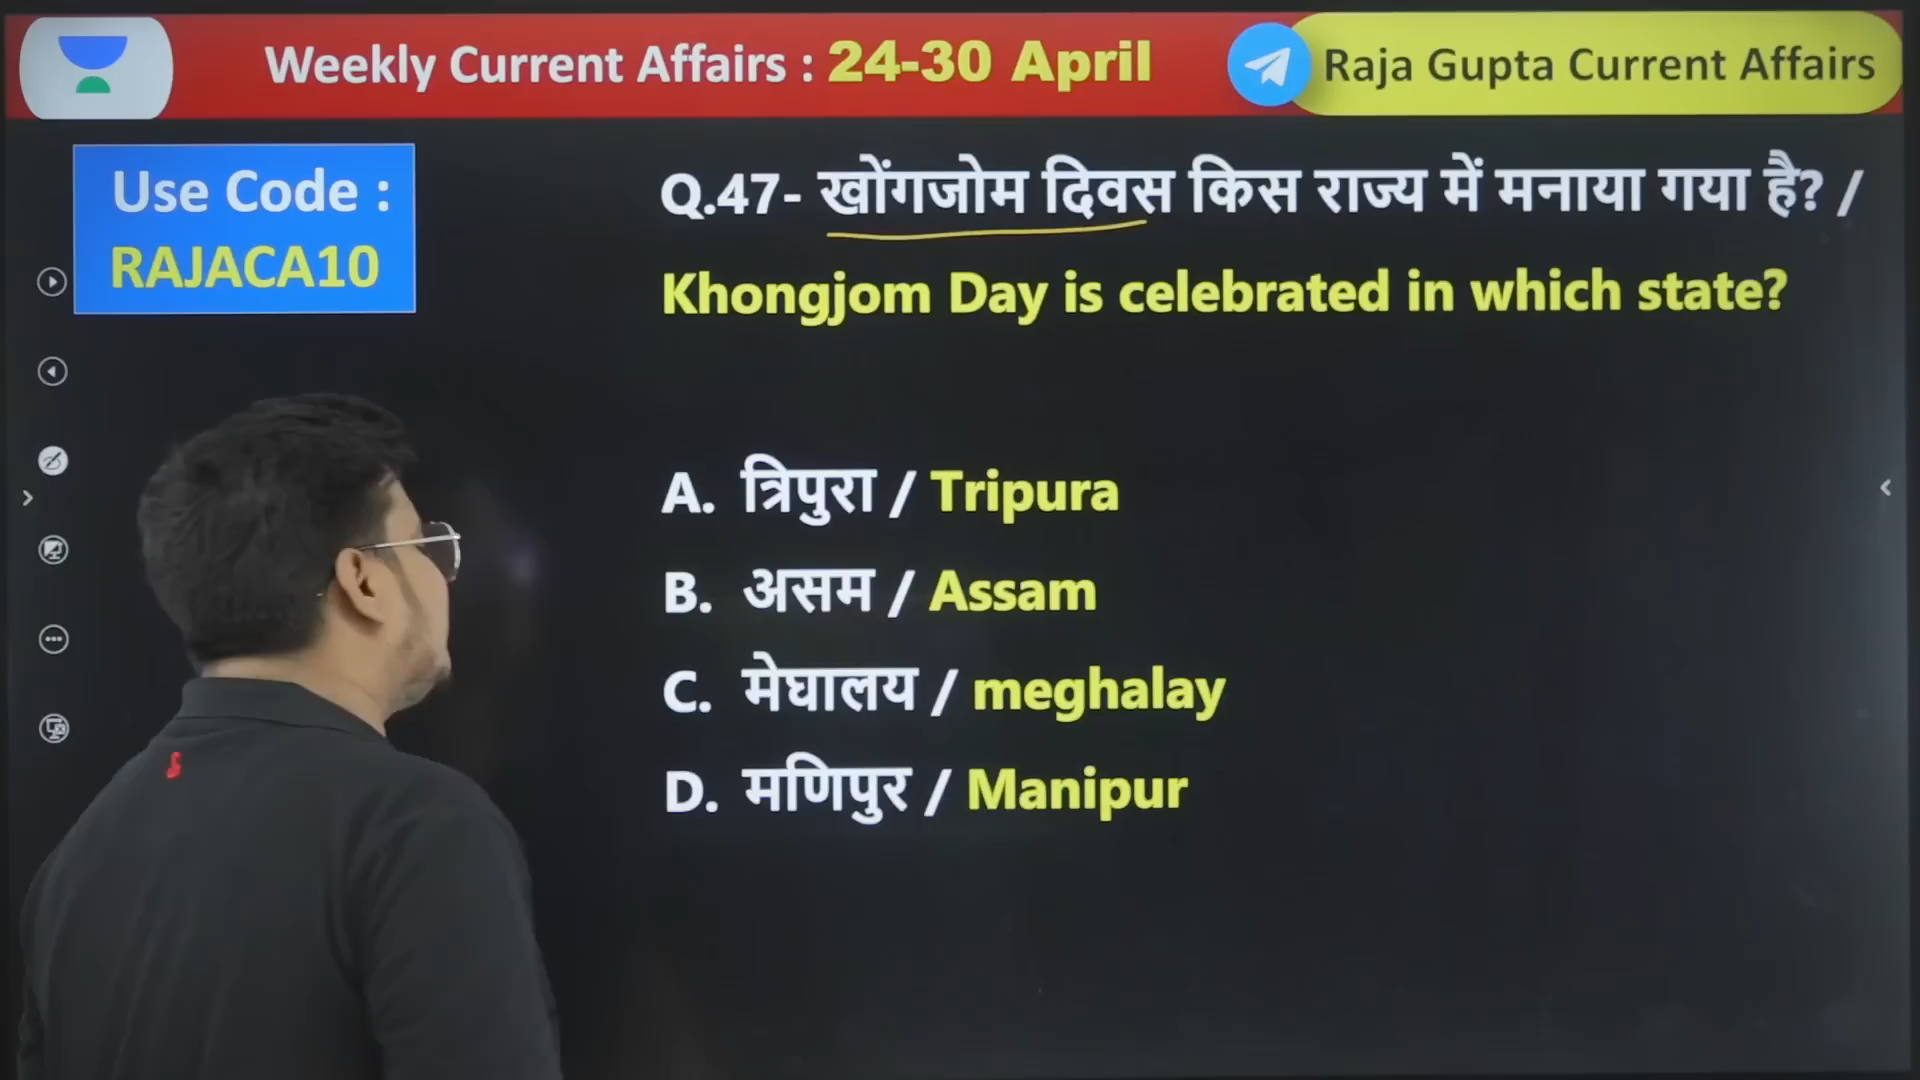 Weekly Current Affairs : 24-30 April
Raja Gupta Current Affairs
Use Code :
RAJACA10
Q.47- खोंगजोम दिवस किस राज्य में मनाया गया है? /
Khongjom Day is celebrated in which state?
A. त्रिपुरा / Tripura
B. असम / Assam
C. मेघालय / meghalay
D. मणिपुर / Manipur